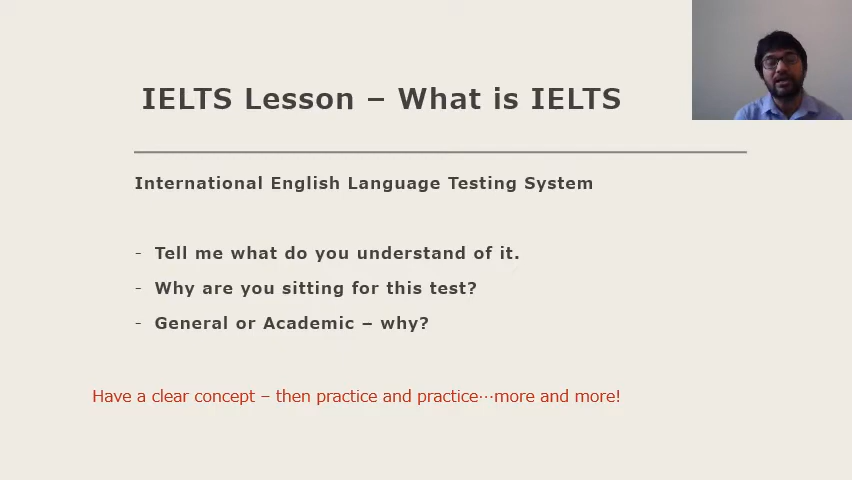 IELTS Lesson – What is IELTS
International English Language Testing System
- Tell me what do you understand of it.
- Why are you sitting for this test?
- General or Academic – why?
Have a clear concept – then practice and practice···more and more!